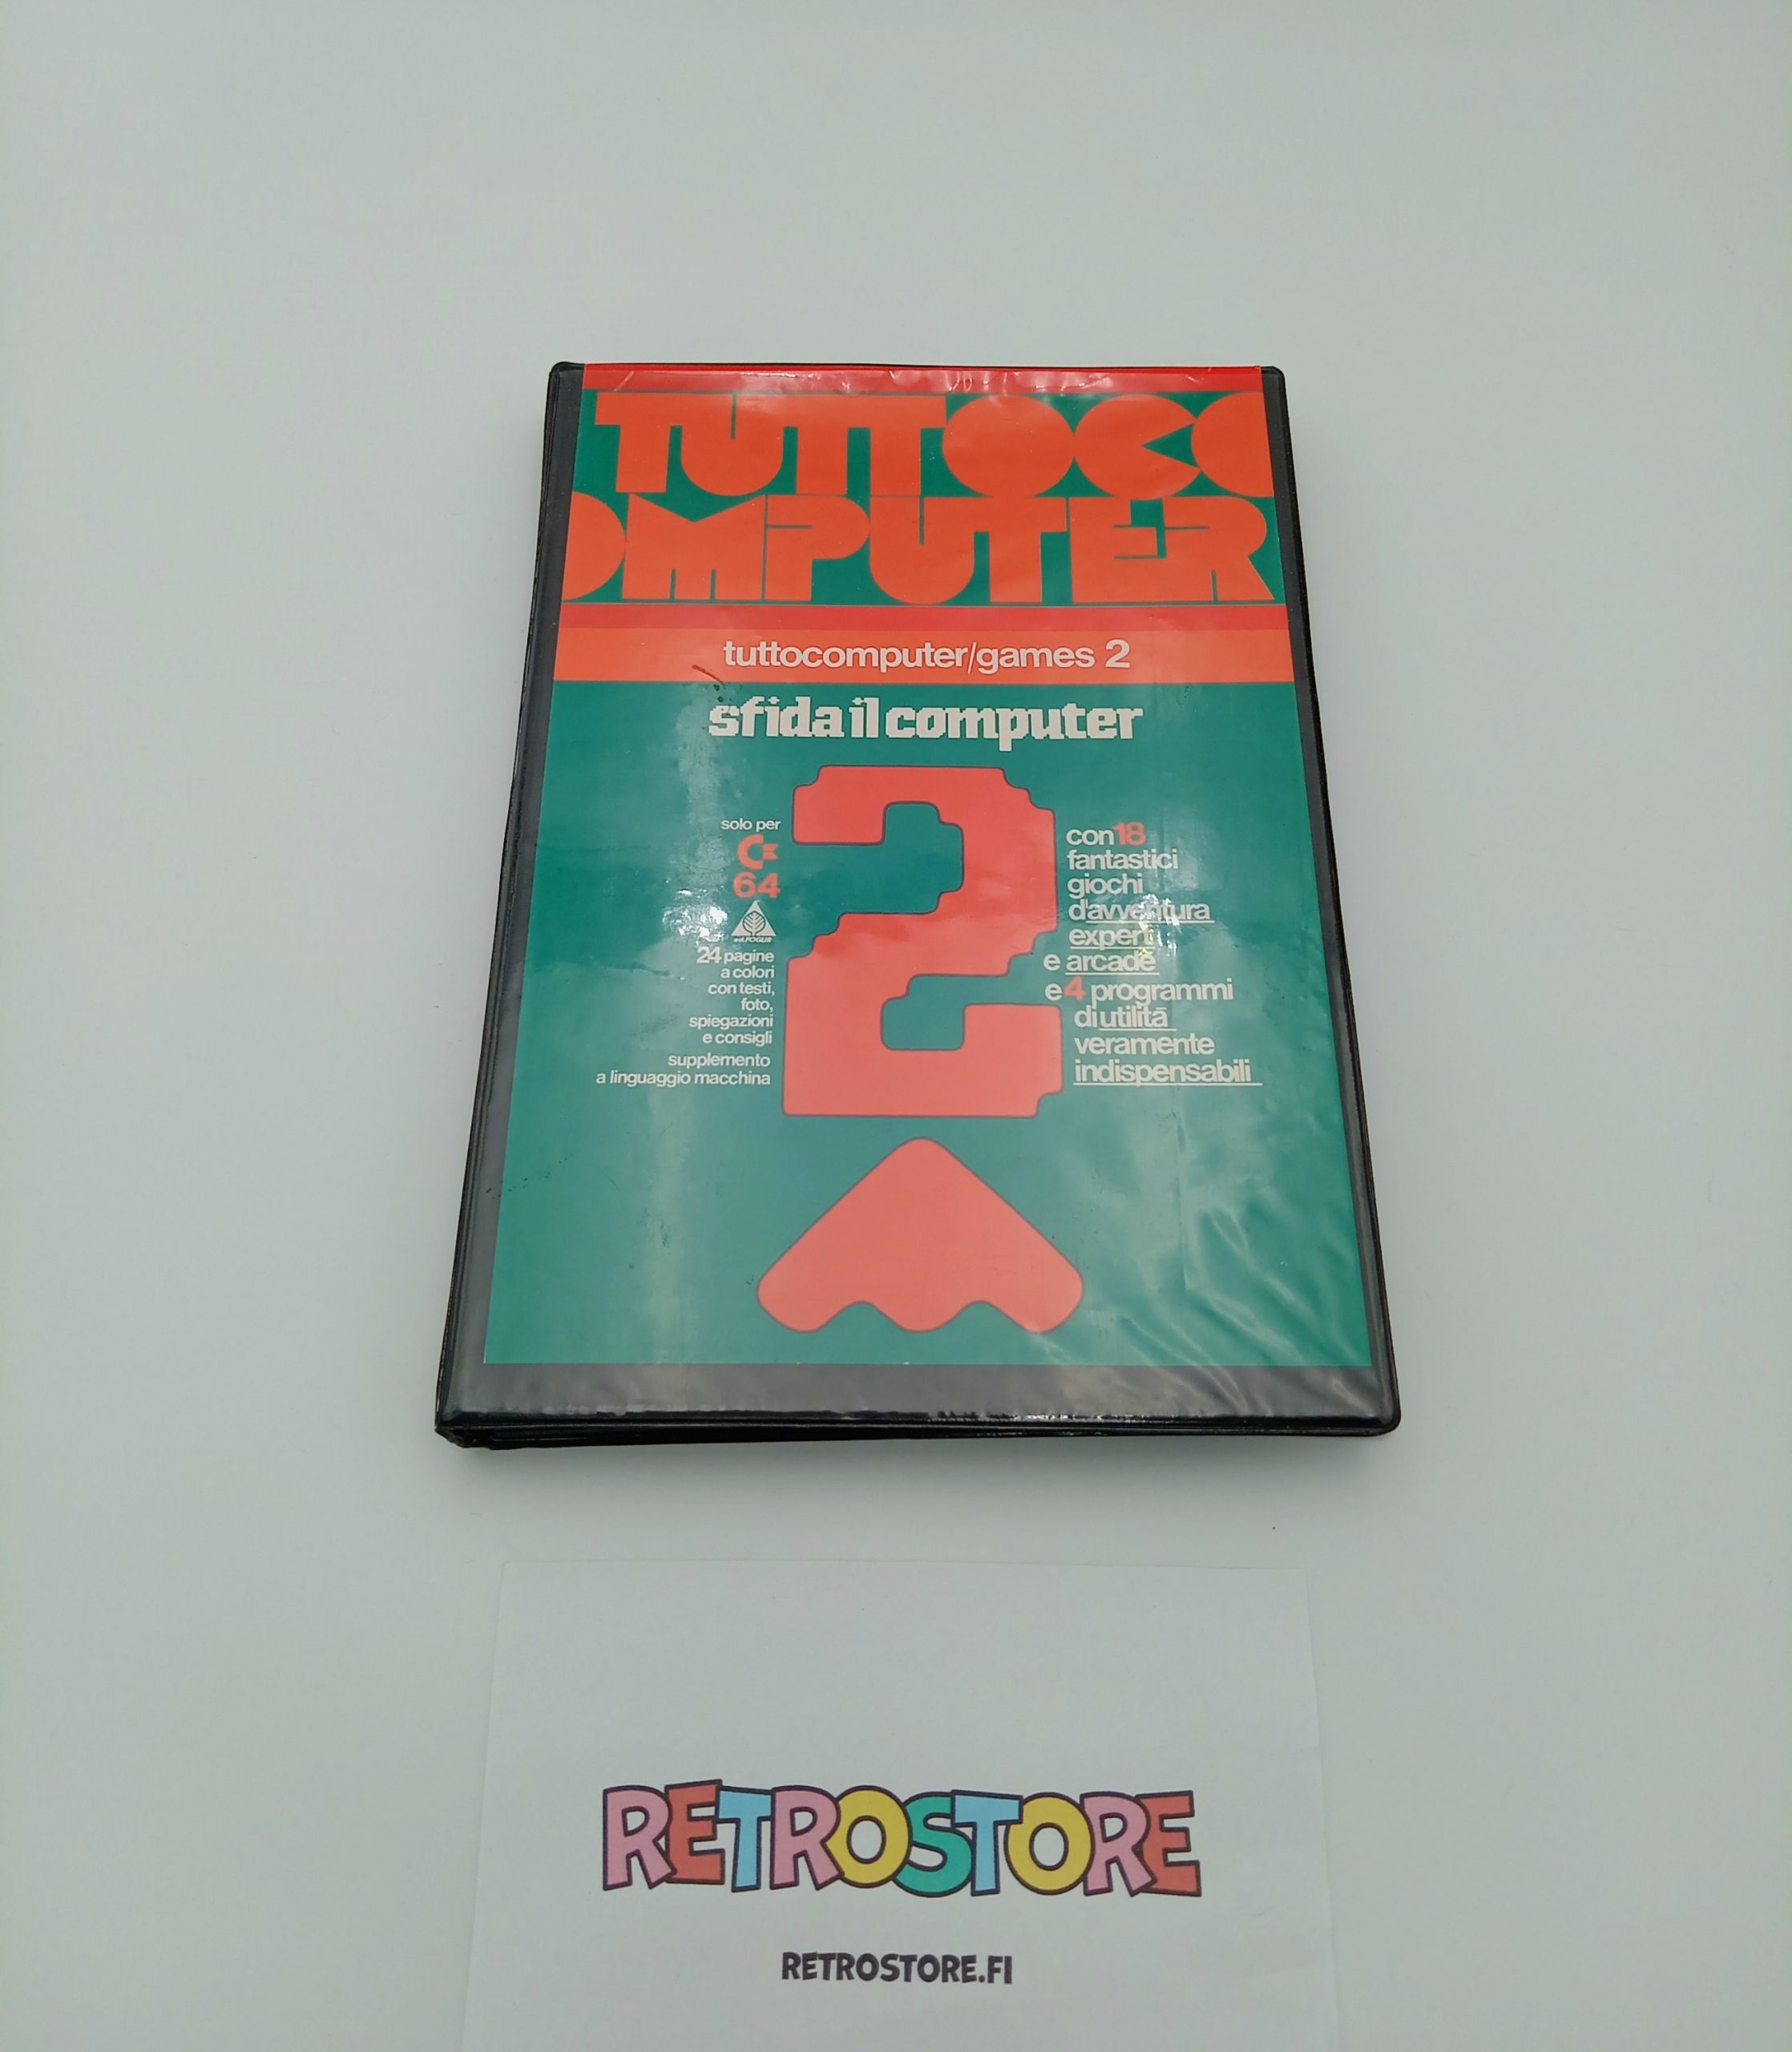 TUTTOCO
OMPUTER
tuttocomputer/games 2
sfida il computer
2
solo per
C=
64
ed. FOGLIA
24 pagine
a colori
con testi,
foto,
spiegazioni
e consigli
supplemento
a linguaggio macchina
con 18
fantastici
giochi
d'avventura
expert
e arcade
e 4 programmi
di utilità
veramente
indispensabili
RETROSTORE
RETROSTORE.FI